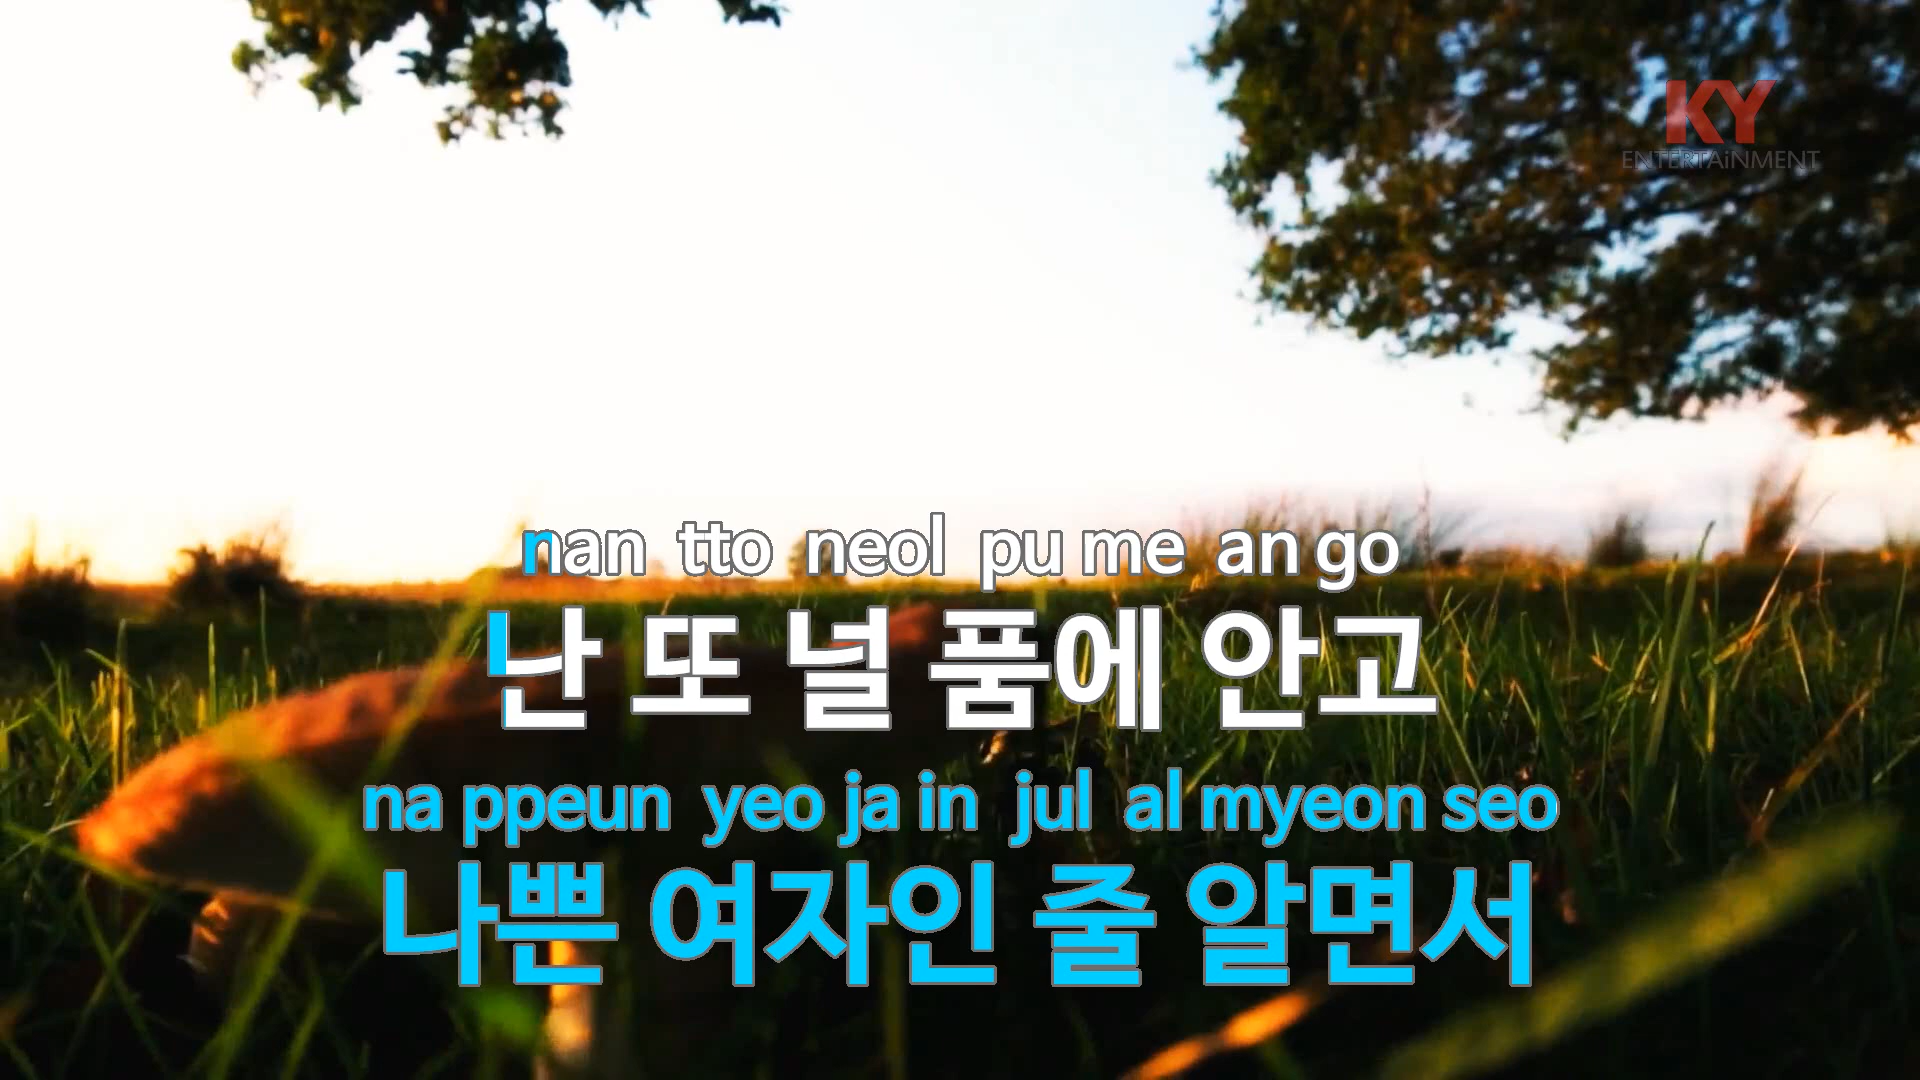 KY
ENTERTAiNMENT
nan tto neol pu me an go
난 또 널 품에 안고
na ppeun yeo ja in jul al myeon seo
나쁜 여자인 줄 알면서